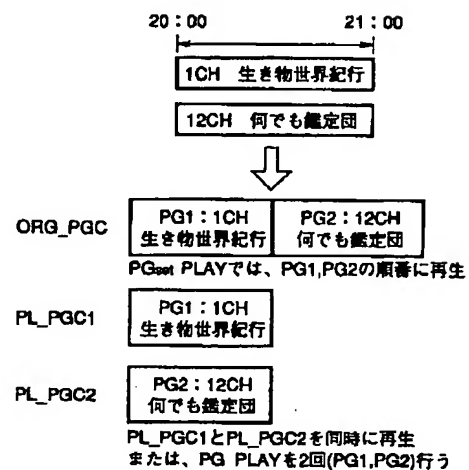 20：00 21：00
1CH 生き物世界紀行
12CH 何でも鑑定団
ORG_PGC
PG1：1CH
生き物世界紀行
PG2：12CH
何でも鑑定団
PGset PLAYでは、PG1,PG2の順番に再生
PL_PGC1
PG1：1CH
生き物世界紀行
PL_PGC2
PG2：12CH
何でも鑑定団
PL_PGC1とPL_PGC2を同時に再生
または、PG PLAYを2回(PG1,PG2)行う